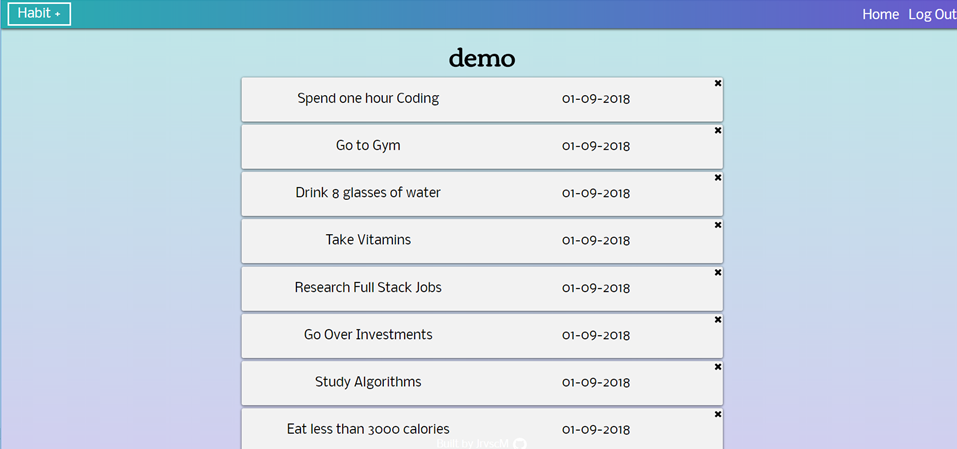 Habit +
Home Log Out
demo
Spend one hour Coding 01-09-2018
Go to Gym 01-09-2018
Drink 8 glasses of water 01-09-2018
Take Vitamins 01-09-2018
Research Full Stack Jobs 01-09-2018
Go Over Investments 01-09-2018
Study Algorithms 01-09-2018
Eat less than 3000 calories 01-09-2018
Built by